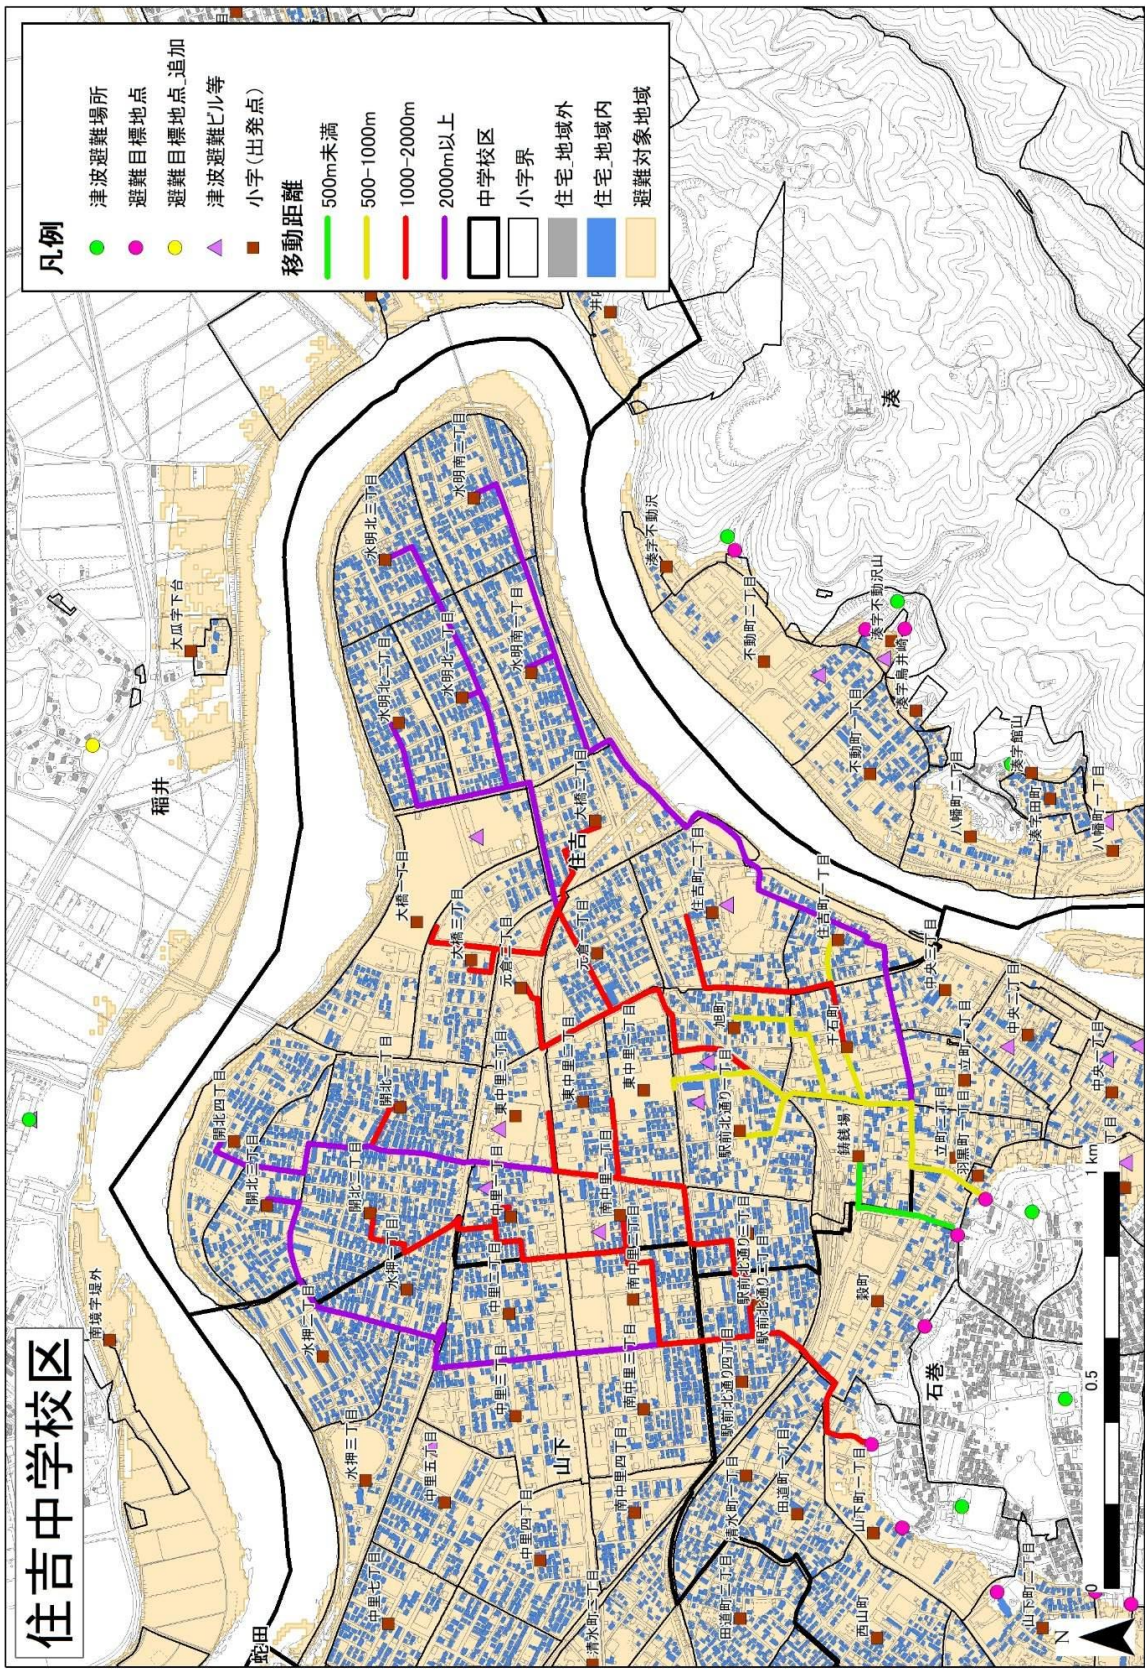 住吉中学校区
凡例
津波避難場所
避難目標地点
避難目標地点_追加
津波避難ビル等
小字(出発点)
移動距離
500m未満
500-1000m
1000-2000m
2000m以上
中学校区
小字界
住宅_地域外
住宅_地域内
避難対象地域
蛇田
稲井
湊
住吉
山下
石巻
南境字堤外
大瓜字下台
水明北三丁目
水明南二丁目
水明北二丁目
水明北一丁目
水明南一丁目
大橋一丁目
大橋二丁目
大橋三丁目
元倉二丁目
元倉一丁目
住吉町二丁目
住吉町一丁目
開北四丁目
開北三丁目
開北二丁目
開北一丁目
水押一丁目
水押二丁目
水押三丁目
東中里三丁目
東中里二丁目
東中里一丁目
中里一丁目
中里二丁目
中里三丁目
中里四丁目
中里五丁目
中里七丁目
南中里一丁目
南中里二丁目
南中里三丁目
南中里四丁目
旭町
千石町
鋳銭場
駅前北通り一丁目
駅前北通り二丁目
駅前北通り三丁目
駅前北通り四丁目
中央三丁目
中央二丁目
中央一丁目
立町一丁目
立町二丁目
羽黒町一丁目
穀町
清水町一丁目
清水町二丁目
田道町一丁目
田道町二丁目
山下町一丁目
山下町二丁目
西山町
湊字不動沢
不動町二丁目
湊字不動沢山
湊字鳥井崎
不動町一丁目
八幡町二丁目
湊字館山
湊字田町
八幡町一丁目
丁目
N
0
0.5
1 km